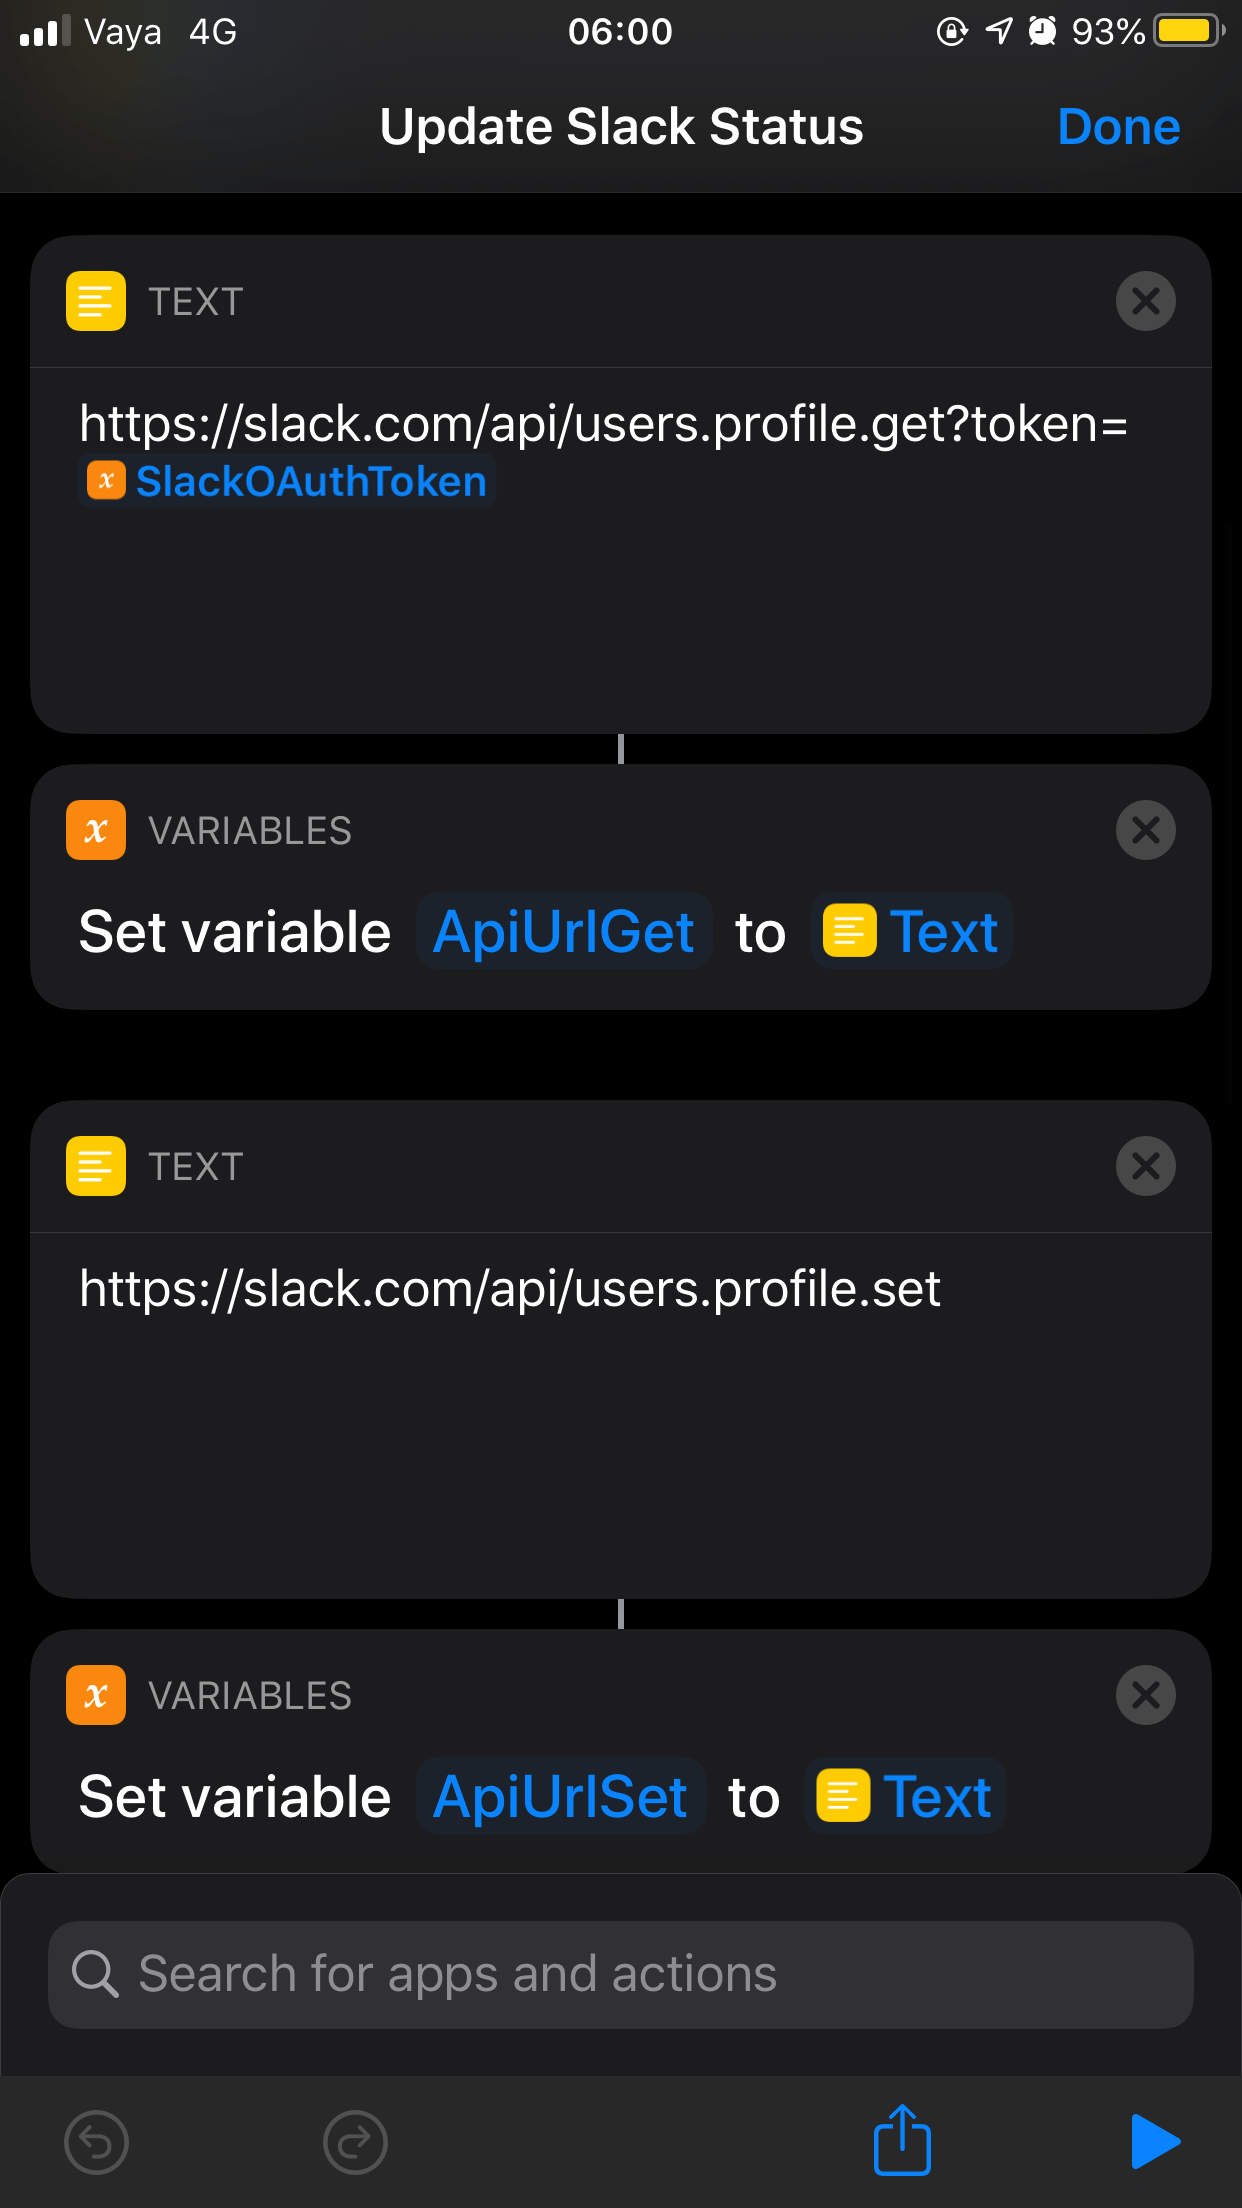 Vaya 4G 06:00 93%
Update Slack Status Done
TEXT
https://slack.com/api/users.profile.get?token=
x SlackOAuthToken
x VARIABLES
Set variable ApiUrlGet to Text
TEXT
https://slack.com/api/users.profile.set
x VARIABLES
Set variable ApiUrlSet to Text
Search for apps and actions